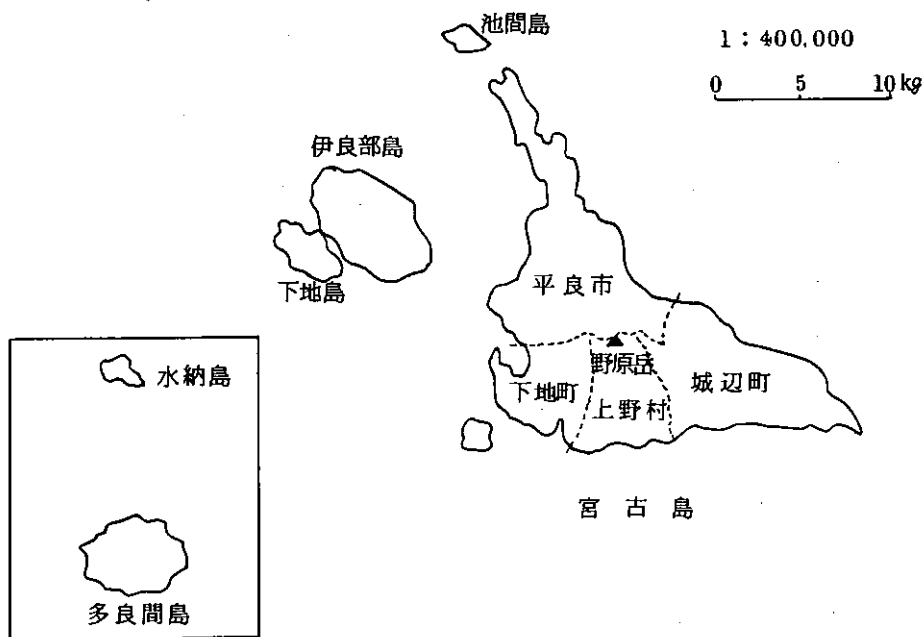 池間島
1：400,000
0 5 10kg
伊良部島
下地島
平良市
野原岳
城辺町
下地町
上野村
水納島
宮古島
多良間島